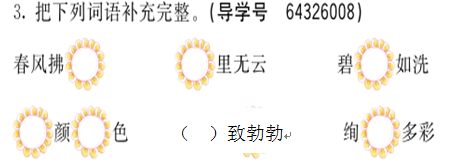 3. 把下列词语补充完整。(导学号 64326008)
春风拂 里无云 碧 如洗
颜 色 ( )致勃勃 绚 多彩